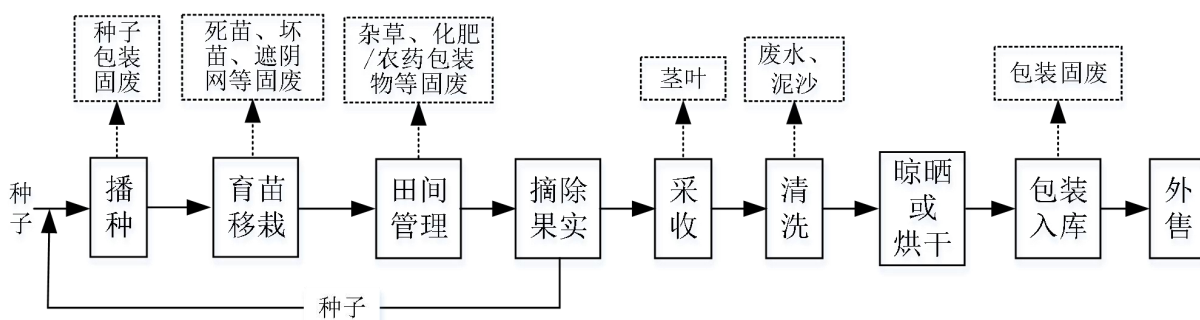 种子
包装
固废
死苗、坏
苗、遮阴
网等固废
杂草、化肥
/农药包装
物等固废
茎叶
废水、
泥沙
包装固废
种
子
播
种
育苗
移栽
田间
管理
摘除
果实
采
收
清
洗
晾晒
或
烘干
包装
入库
外
售
种子